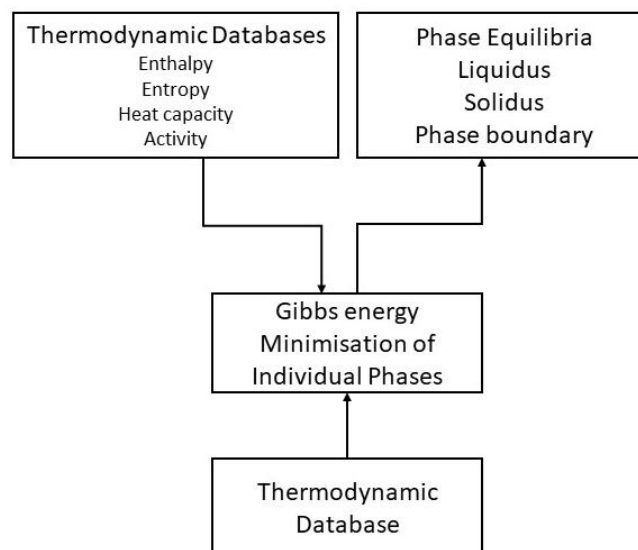 Thermodynamic Databases
Enthalpy
Entropy
Heat capacity
Activity
Phase Equilibria
Liquidus
Solidus
Phase boundary
Gibbs energy
Minimisation of
Individual Phases
Thermodynamic
Database